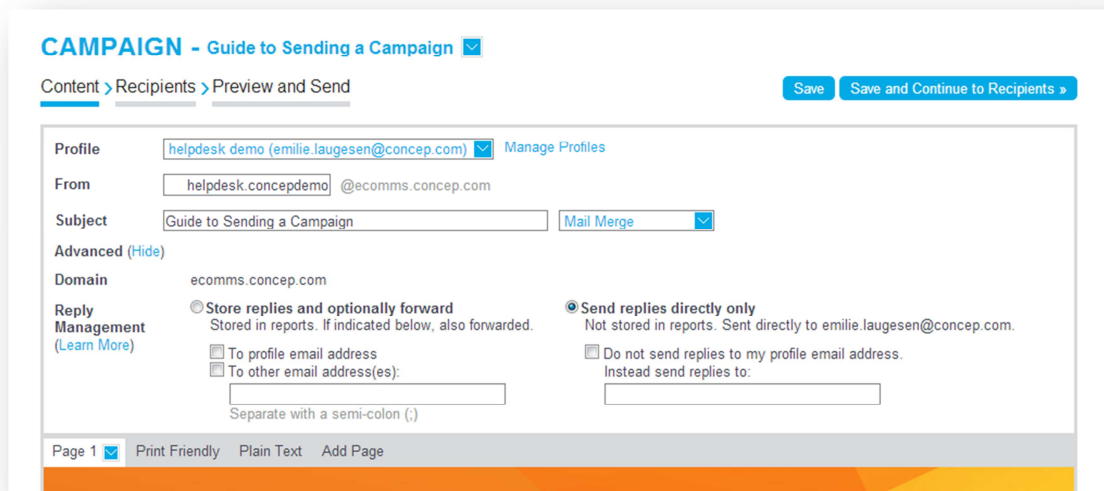 CAMPAIGN - Guide to Sending a Campaign
Content > Recipients > Preview and Send
Save
Save and Continue to Recipients »
Profile
helpdesk demo (emilie.laugesen@concep.com)
Manage Profiles
From
helpdesk.concepdemo
@ecomms.concep.com
Subject
Guide to Sending a Campaign
Mail Merge
Advanced (Hide)
Domain
ecomms.concep.com
Reply
Management
(Learn More)
Store replies and optionally forward
Stored in reports. If indicated below, also forwarded.
To profile email address
To other email address(es):
Separate with a semi-colon (;)
Send replies directly only
Not stored in reports. Sent directly to emilie.laugesen@concep.com.
Do not send replies to my profile email address.
Instead send replies to:
Page 1
Print Friendly
Plain Text
Add Page